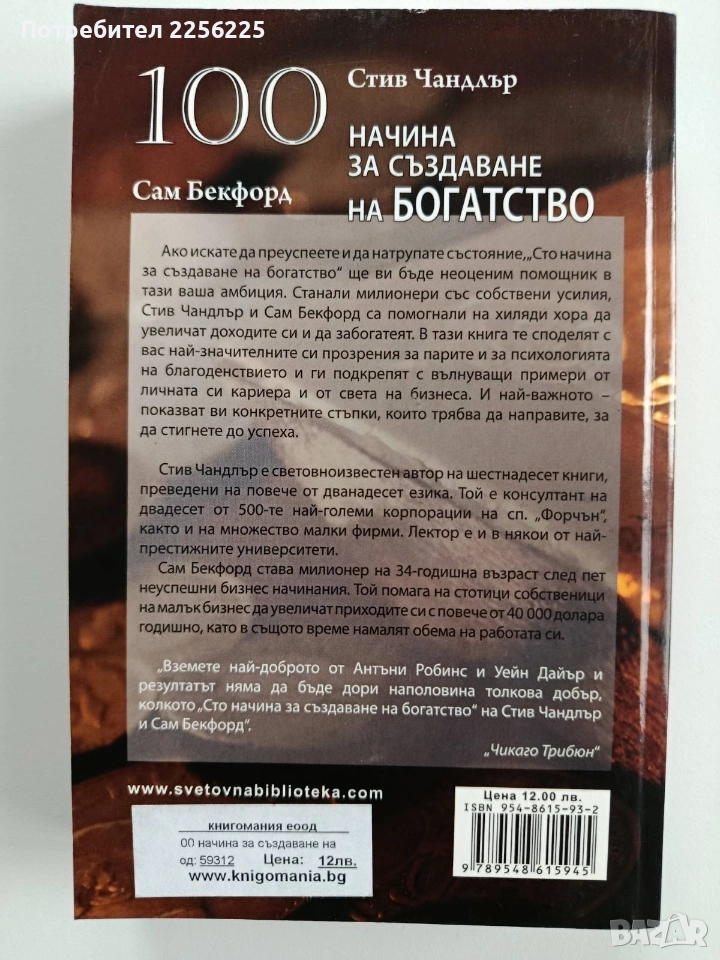 Потребител 2256225
100
Стив Чандлър
НАЧИНА
ЗА СЪЗДАВАНЕ
НА БОГАТСТВО
Сам Бекфорд
Ако искате да преуспеете и да натрупате състояние, „Сто начина
за създаване на богатство“ ще ви бъде неоценим помощник в
тази ваша амбиция. Станали милионери със собствени усилия,
Стив Чандлър и Сам Бекфорд са помогнали на хиляди хора да
увеличат доходите си и да забогатеят. В тази книга те споделят с
вас най-значителните си прозрения за парите и за психологията
на благоденствието и ги подкрепят с вълнуващи примери от
личната си кариера и от света на бизнеса. И най-важното –
показват ви конкретните стъпки, които трябва да направите, за
да стигнете до успеха.
Стив Чандлър е световноизвестен автор на шестнадесет книги,
преведени на повече от дванадесет езика. Той е консултант на
двадесет от 500-те най-големи корпорации на сп. „Форчън“,
както и на множество малки фирми. Лектор е и в някои от най-
престижните университети.
Сам Бекфорд става милионер на 34-годишна възраст след пет
неуспешни бизнес начинания. Той помага на стотици собственици
на малък бизнес да увеличат приходите си с повече от 40 000 долара
годишно, като в същото време намалят обема на работата си.
„Вземете най-доброто от Антъни Робинс и Уейн Дайър и
резултатът няма да бъде дори наполовина толкова добър,
колкото „Сто начина за създаване на богатство“ на Стив Чандлър
и Сам Бекфорд“,
„Чикаго Трибюн“
www.svetovnabiblioteka.com
книгомания еоод
00 начина за създаване на
од: 59312 Цена: 12лв.
www.knigomania.bg
Цена 12.00 лв.
ISBN 954-8615-93-2
9 789548 615945
BAZAR